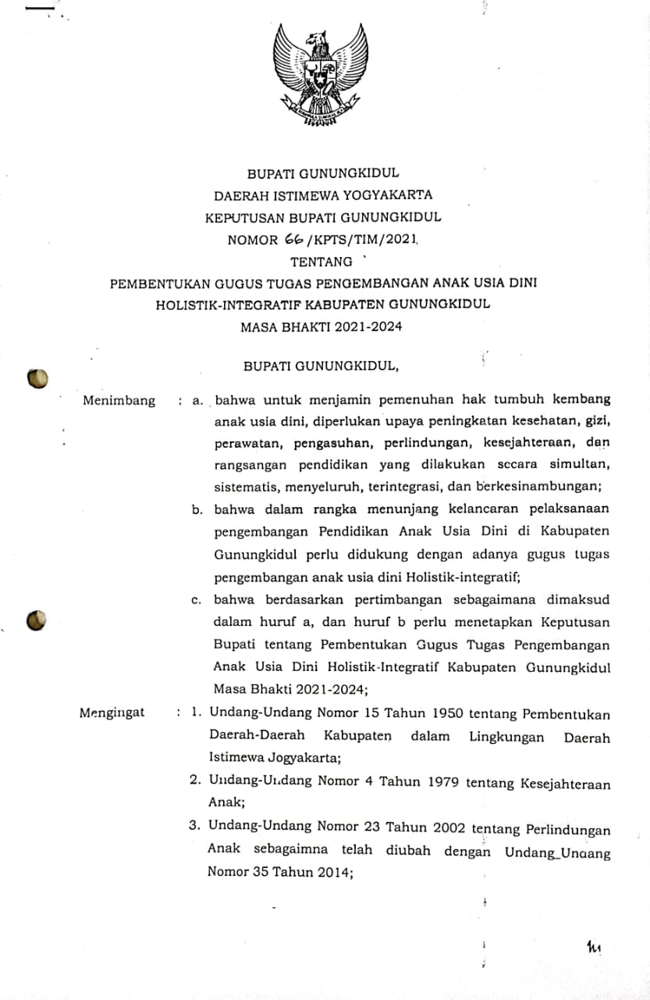 BUPATI GUNUNGKIDUL
DAERAH ISTIMEWA YOGYAKARTA
KEPUTUSAN BUPATI GUNUNGKIDUL
NOMOR 66/KPTS/TIM/2021
TENTANG
PEMBENTUKAN GUGUS TUGAS PENGEMBANGAN ANAK USIA DINI
HOLISTIK-INTEGRATIF KABUPATEN GUNUNGKIDUL
MASA BHAKTI 2021-2024
BUPATI GUNUNGKIDUL,
Menimbang : a. bahwa untuk menjamin pemenuhan hak tumbuh kembang
anak usia dini, diperlukan upaya peningkatan kesehatan, gizi,
perawatan, pengasuhan, perlindungan, kesejahteraan, dan
rangsangan pendidikan yang dilakukan secara simultan,
sistematis, menyeluruh, terintegrasi, dan berkesinambungan;
b. bahwa dalam rangka menunjang kelancaran pelaksanaan
pengembangan Pendidikan Anak Usia Dini di Kabupaten
Gunungkidul perlu didukung dengan adanya gugus tugas
pengembangan anak usia dini Holistik-integratif;
c. bahwa berdasarkan pertimbangan sebagaimana dimaksud
dalam huruf a, dan huruf b perlu menetapkan Keputusan
Bupati tentang Pembentukan Gugus Tugas Pengembangan
Anak Usia Dini Holistik-Integratif Kabupaten Gunungkidul
Masa Bhakti 2021-2024;
Mengingat : 1. Undang-Undang Nomor 15 Tahun 1950 tentang Pembentukan
Daerah-Daerah Kabupaten dalam Lingkungan Daerah
Istimewa Jogyakarta;
2. Undang-Undang Nomor 4 Tahun 1979 tentang Kesejahteraan
Anak;
3. Undang-Undang Nomor 23 Tahun 2002 tentang Perlindungan
Anak sebagaimna telah diubah dengan Undang_Undang
Nomor 35 Tahun 2014;